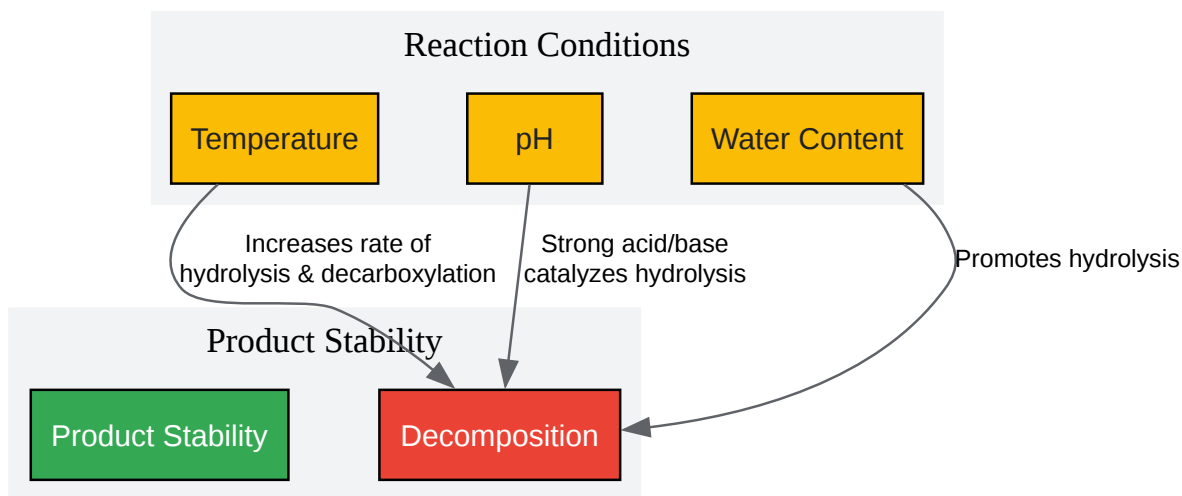 Reaction Conditions
Temperature
pH
Water Content
Increases rate of
hydrolysis & decarboxylation
Strong acid/base
catalyzes hydrolysis
Promotes hydrolysis
Product Stability
Product Stability
Decomposition